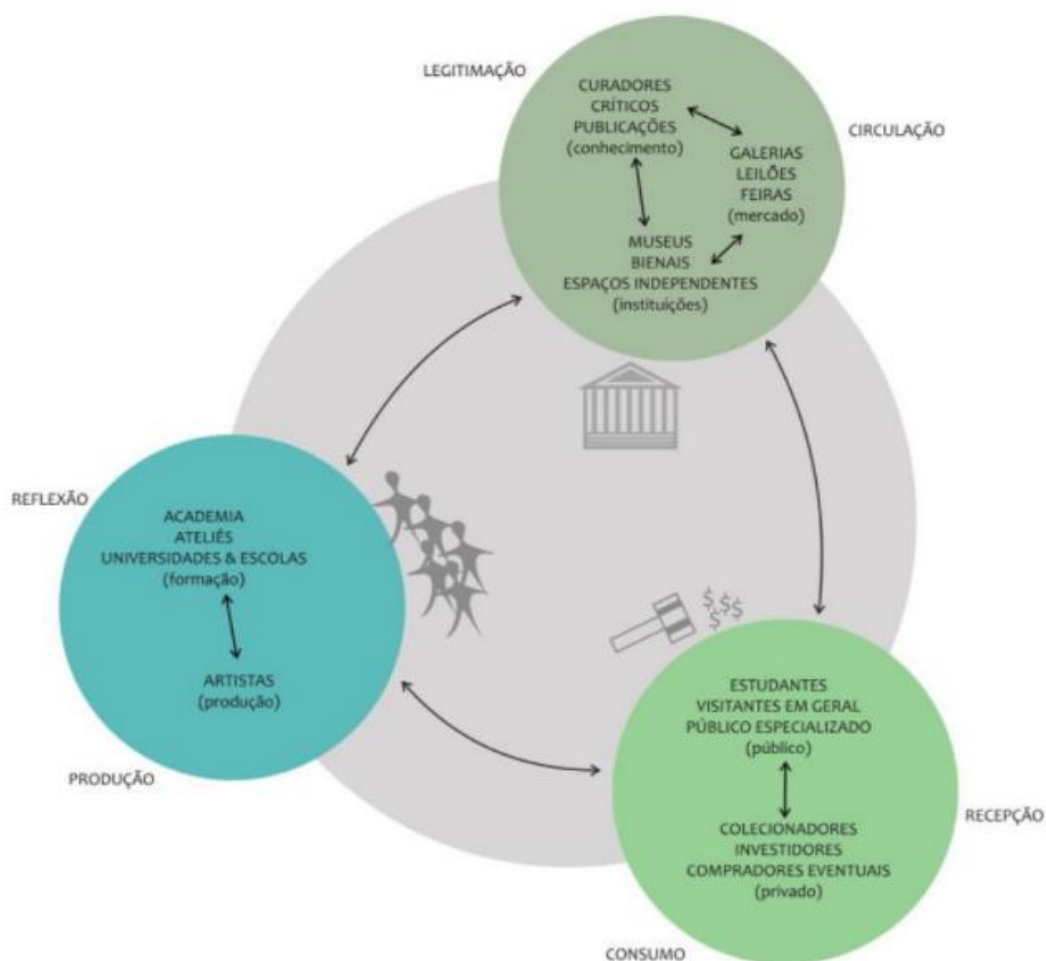 LEGITIMAÇÃO
CURADORES
CRÍTICOS
PUBLICAÇÕES
(conhecimento)
CIRCULAÇÃO
GALERIAS
LEILÕES
FEIRAS
(mercado)
MUSEUS
BIENAIS
ESPAÇOS INDEPENDENTES
(instituições)
REFLEXÃO
ACADEMIA
ATELIÊS
UNIVERSIDADES & ESCOLAS
(formação)
ARTISTAS
(produção)
PRODUÇÃO
$ $ $ $ $
ESTUDANTES
VISITANTES EM GERAL
PÚBLICO ESPECIALIZADO
(público)
RECEPÇÃO
COLECIONADORES
INVESTIDORES
COMPRADORES EVENTUAIS
(privado)
CONSUMO